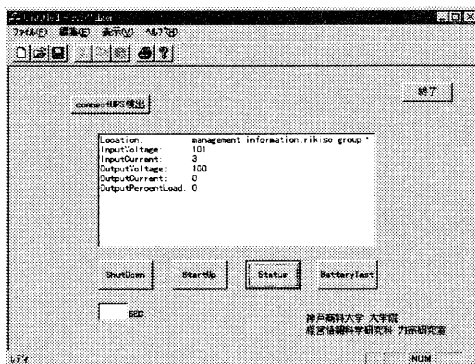 ファイル(F) 編集(E) 表示(V) ヘルプ(H)
connectUPS検出
終了
Location: management information.rikiso group
InputVoltage: 101
InputCurrent: 3
OutputVoltage: 100
OutputCurrent: 0
OutputPercentLoad: 0
ShutDown StartUp Status BatteryTest
SEC
神戸商科大学 大学院
経営情報科学研究科 力宗研究室
レディ NUM